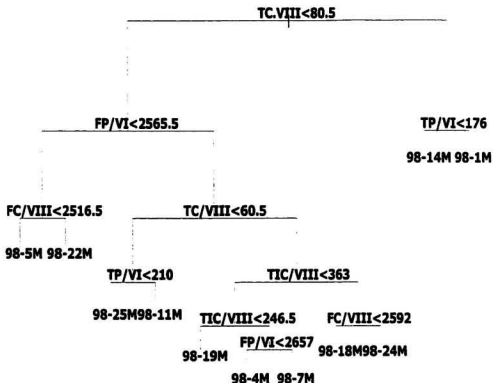 TC.VIII<80.5
FP/VI<2565.5
TP/VI<176
98-14M 98-1M
FC/VIII<2516.5
TC/VIII<60.5
98-5M 98-22M
TP/VI<210
TIC/VIII<363
98-25M98-11M
TIC/VIII<246.5
FC/VIII<2592
98-19M
FP/VI<2657
98-18M98-24M
98-4M 98-7M